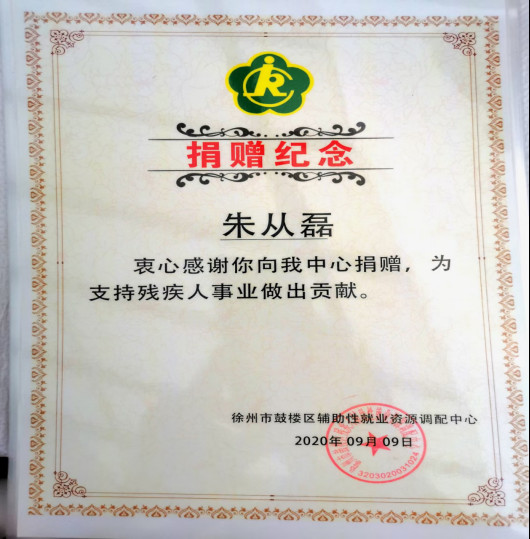 捐赠纪念
朱从磊
衷心感谢你向我中心捐赠，为
支持残疾人事业做出贡献。
徐州市鼓楼区辅助性就业资源调配中心
2020年 09月 09日
3203020031024